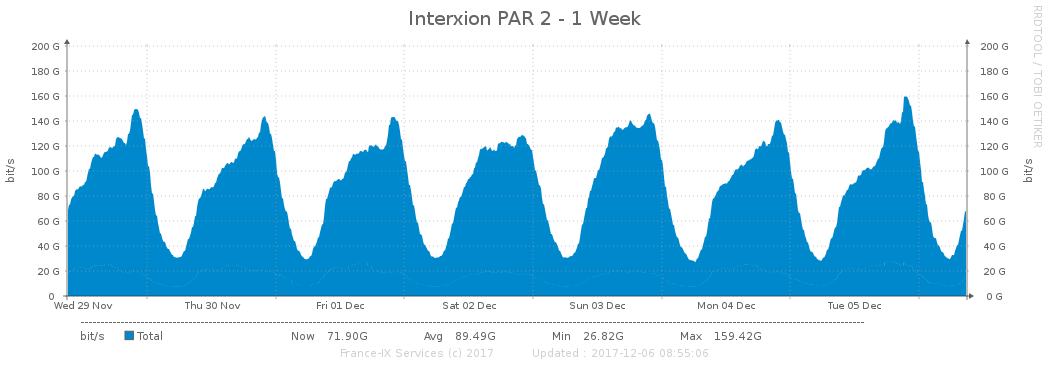 Interxion PAR 2 - 1 Week
RRDTOOL / TOBI OETIKER
200 G 200 G
180 G 180 G
160 G 160 G
140 G 140 G
120 G 120 G
100 G 100 G
80 G 80 G
60 G 60 G
40 G 40 G
20 G 20 G
0 0 G
bit/s
bit/s
Wed 29 Nov Thu 30 Nov Fri 01 Dec Sat 02 Dec Sun 03 Dec Mon 04 Dec Tue 05 Dec
bit/s Total Now 71.90G Avg 89.49G Min 26.82G Max 159.42G
France-IX Services (c) 2017 Updated : 2017-12-06 08:55:06